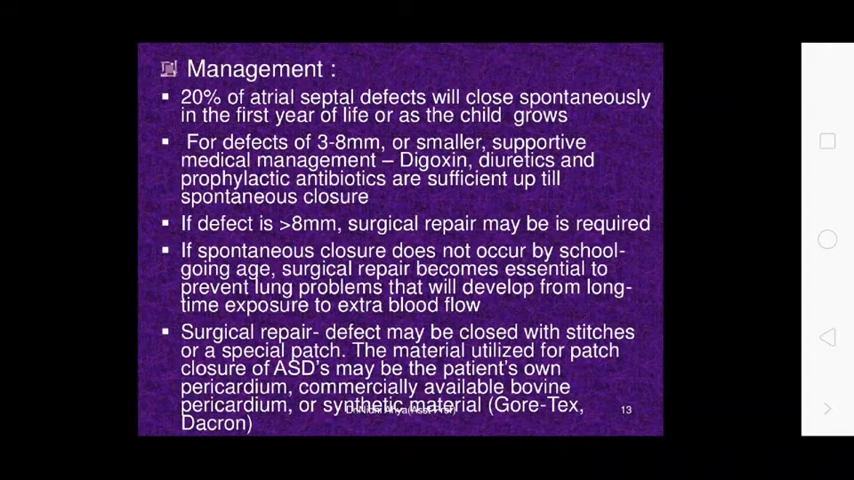 Management :
20% of atrial septal defects will close spontaneously
in the first year of life or as the child grows
For defects of 3-8mm, or smaller, supportive
medical management – Digoxin, diuretics and
prophylactic antibiotics are sufficient up till
spontaneous closure
If defect is >8mm, surgical repair may be is required
If spontaneous closure does not occur by school-
going age, surgical repair becomes essential to
prevent lung problems that will develop from long-
time exposure to extra blood flow
Surgical repair- defect may be closed with stitches
or a special patch. The material utilized for patch
closure of ASD's may be the patient's own
pericardium, commercially available bovine
pericardium, or synthetic material (Gore-Tex,
Dacron)
13